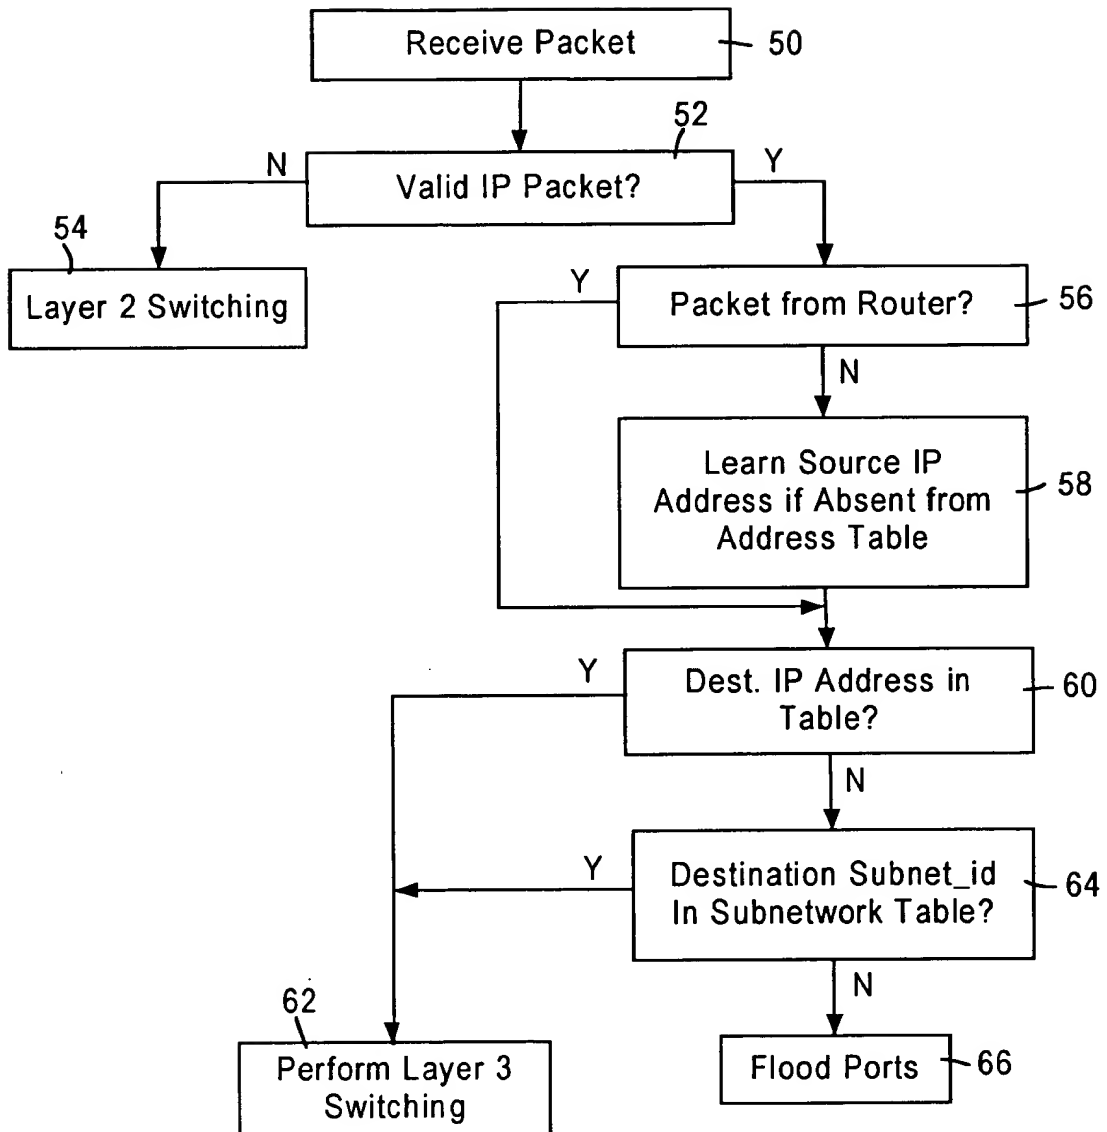 Receive Packet
50
52
N
Valid IP Packet?
Y
54
Layer 2 Switching
Y
Packet from Router?
56
N
Learn Source IP
Address if Absent from
Address Table
58
Y
Dest. IP Address in
Table?
60
N
Y
Destination Subnet_id
In Subnetwork Table?
64
N
62
Perform Layer 3
Switching
Flood Ports
66